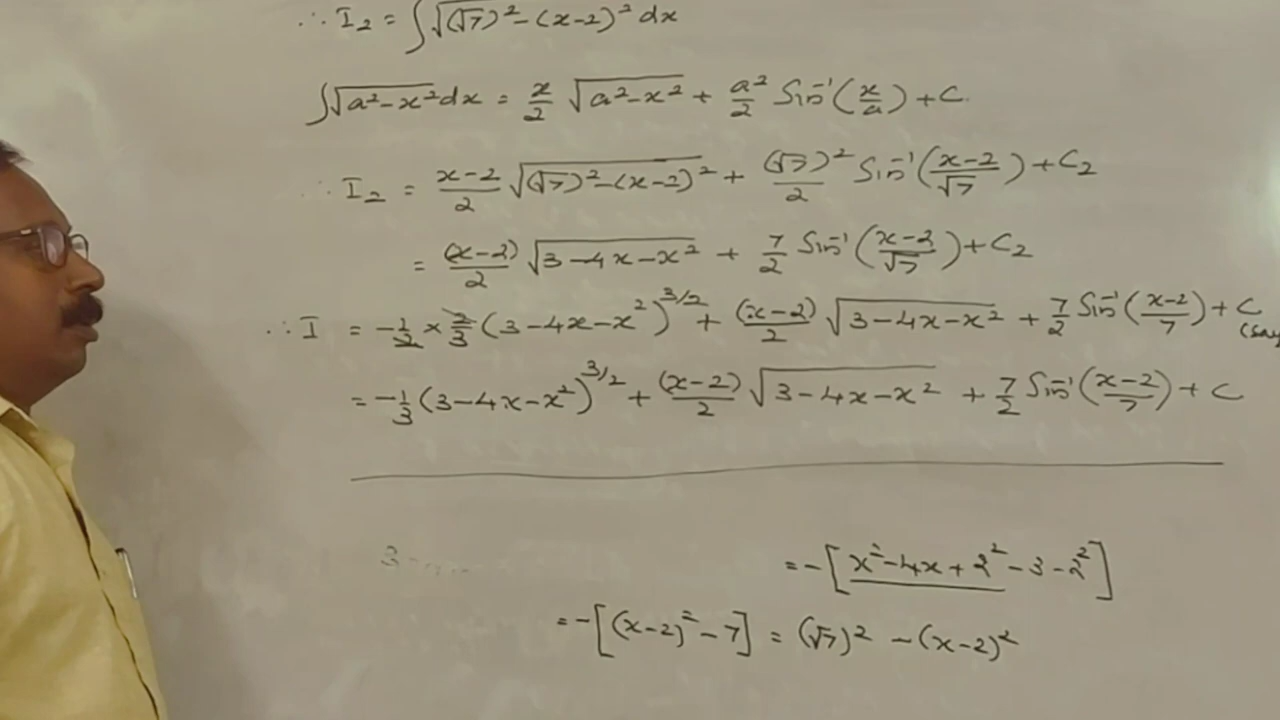 ∴ I₂ = ∫√((√7)² - (x-2)²) dx
∫√(a²-x²) dx = x/2 √(a²-x²) + a²/2 Sin⁻¹(x/a) + C.
∴ I₂ = (x-2)/2 √((√7)²-(x-2)²) + (√7)²/2 Sin⁻¹((x-2)/√7) + C₂
= (x-2)/2 √(3-4x-x²) + 7/2 Sin⁻¹((x-2)/√7) + C₂
∴ I = -1/2 × 2/3 (3-4x-x²)^(3/2) + (x-2)/2 √(3-4x-x²) + 7/2 Sin⁻¹((x-2)/7) + C
(say
= -1/3 (3-4x-x²)^(3/2) + (x-2)/2 √(3-4x-x²) + 7/2 Sin⁻¹((x-2)/7) + C
= -[x²-4x+2²-3-2²]
= -[(x-2)²-7] = (√7)² - (x-2)²